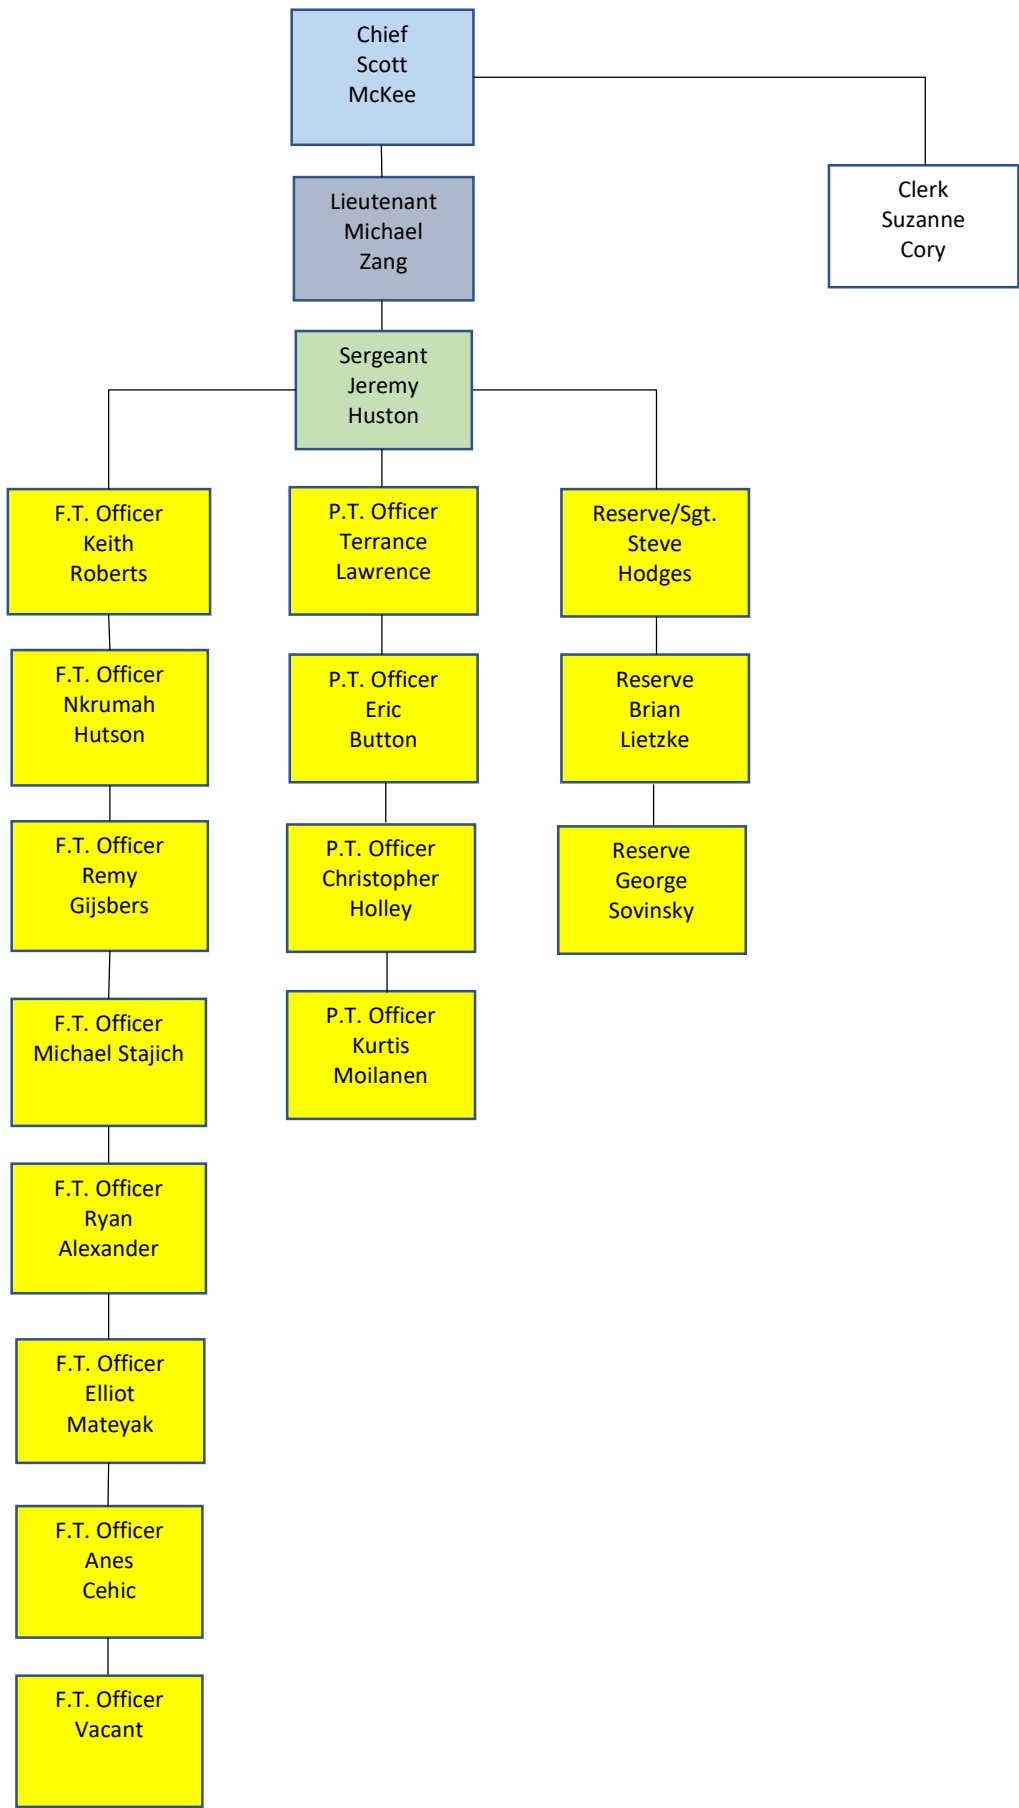 Chief
Scott
McKee
Clerk
Suzanne
Cory
Lieutenant
Michael
Zang
Sergeant
Jeremy
Huston
F.T. Officer
Keith
Roberts
F.T. Officer
Nkrumah
Hutson
F.T. Officer
Remy
Gijsbers
F.T. Officer
Michael Stajich
F.T. Officer
Ryan
Alexander
F.T. Officer
Elliot
Mateyak
F.T. Officer
Anes
Cehic
F.T. Officer
Vacant
P.T. Officer
Terrance
Lawrence
P.T. Officer
Eric
Button
P.T. Officer
Christopher
Holley
P.T. Officer
Kurtis
Moilanen
Reserve/Sgt.
Steve
Hodges
Reserve
Brian
Lietzke
Reserve
George
Sovinsky